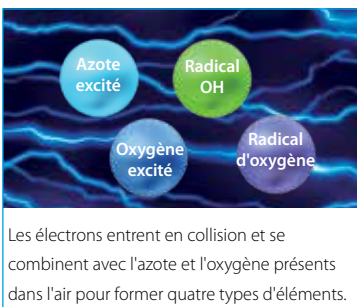 Azote
excité
Radical
OH
Oxygène
excité
Radical
d'oxygène
Les électrons entrent en collision et se
combinent avec l'azote et l'oxygène présents
dans l'air pour former quatre types d'éléments.